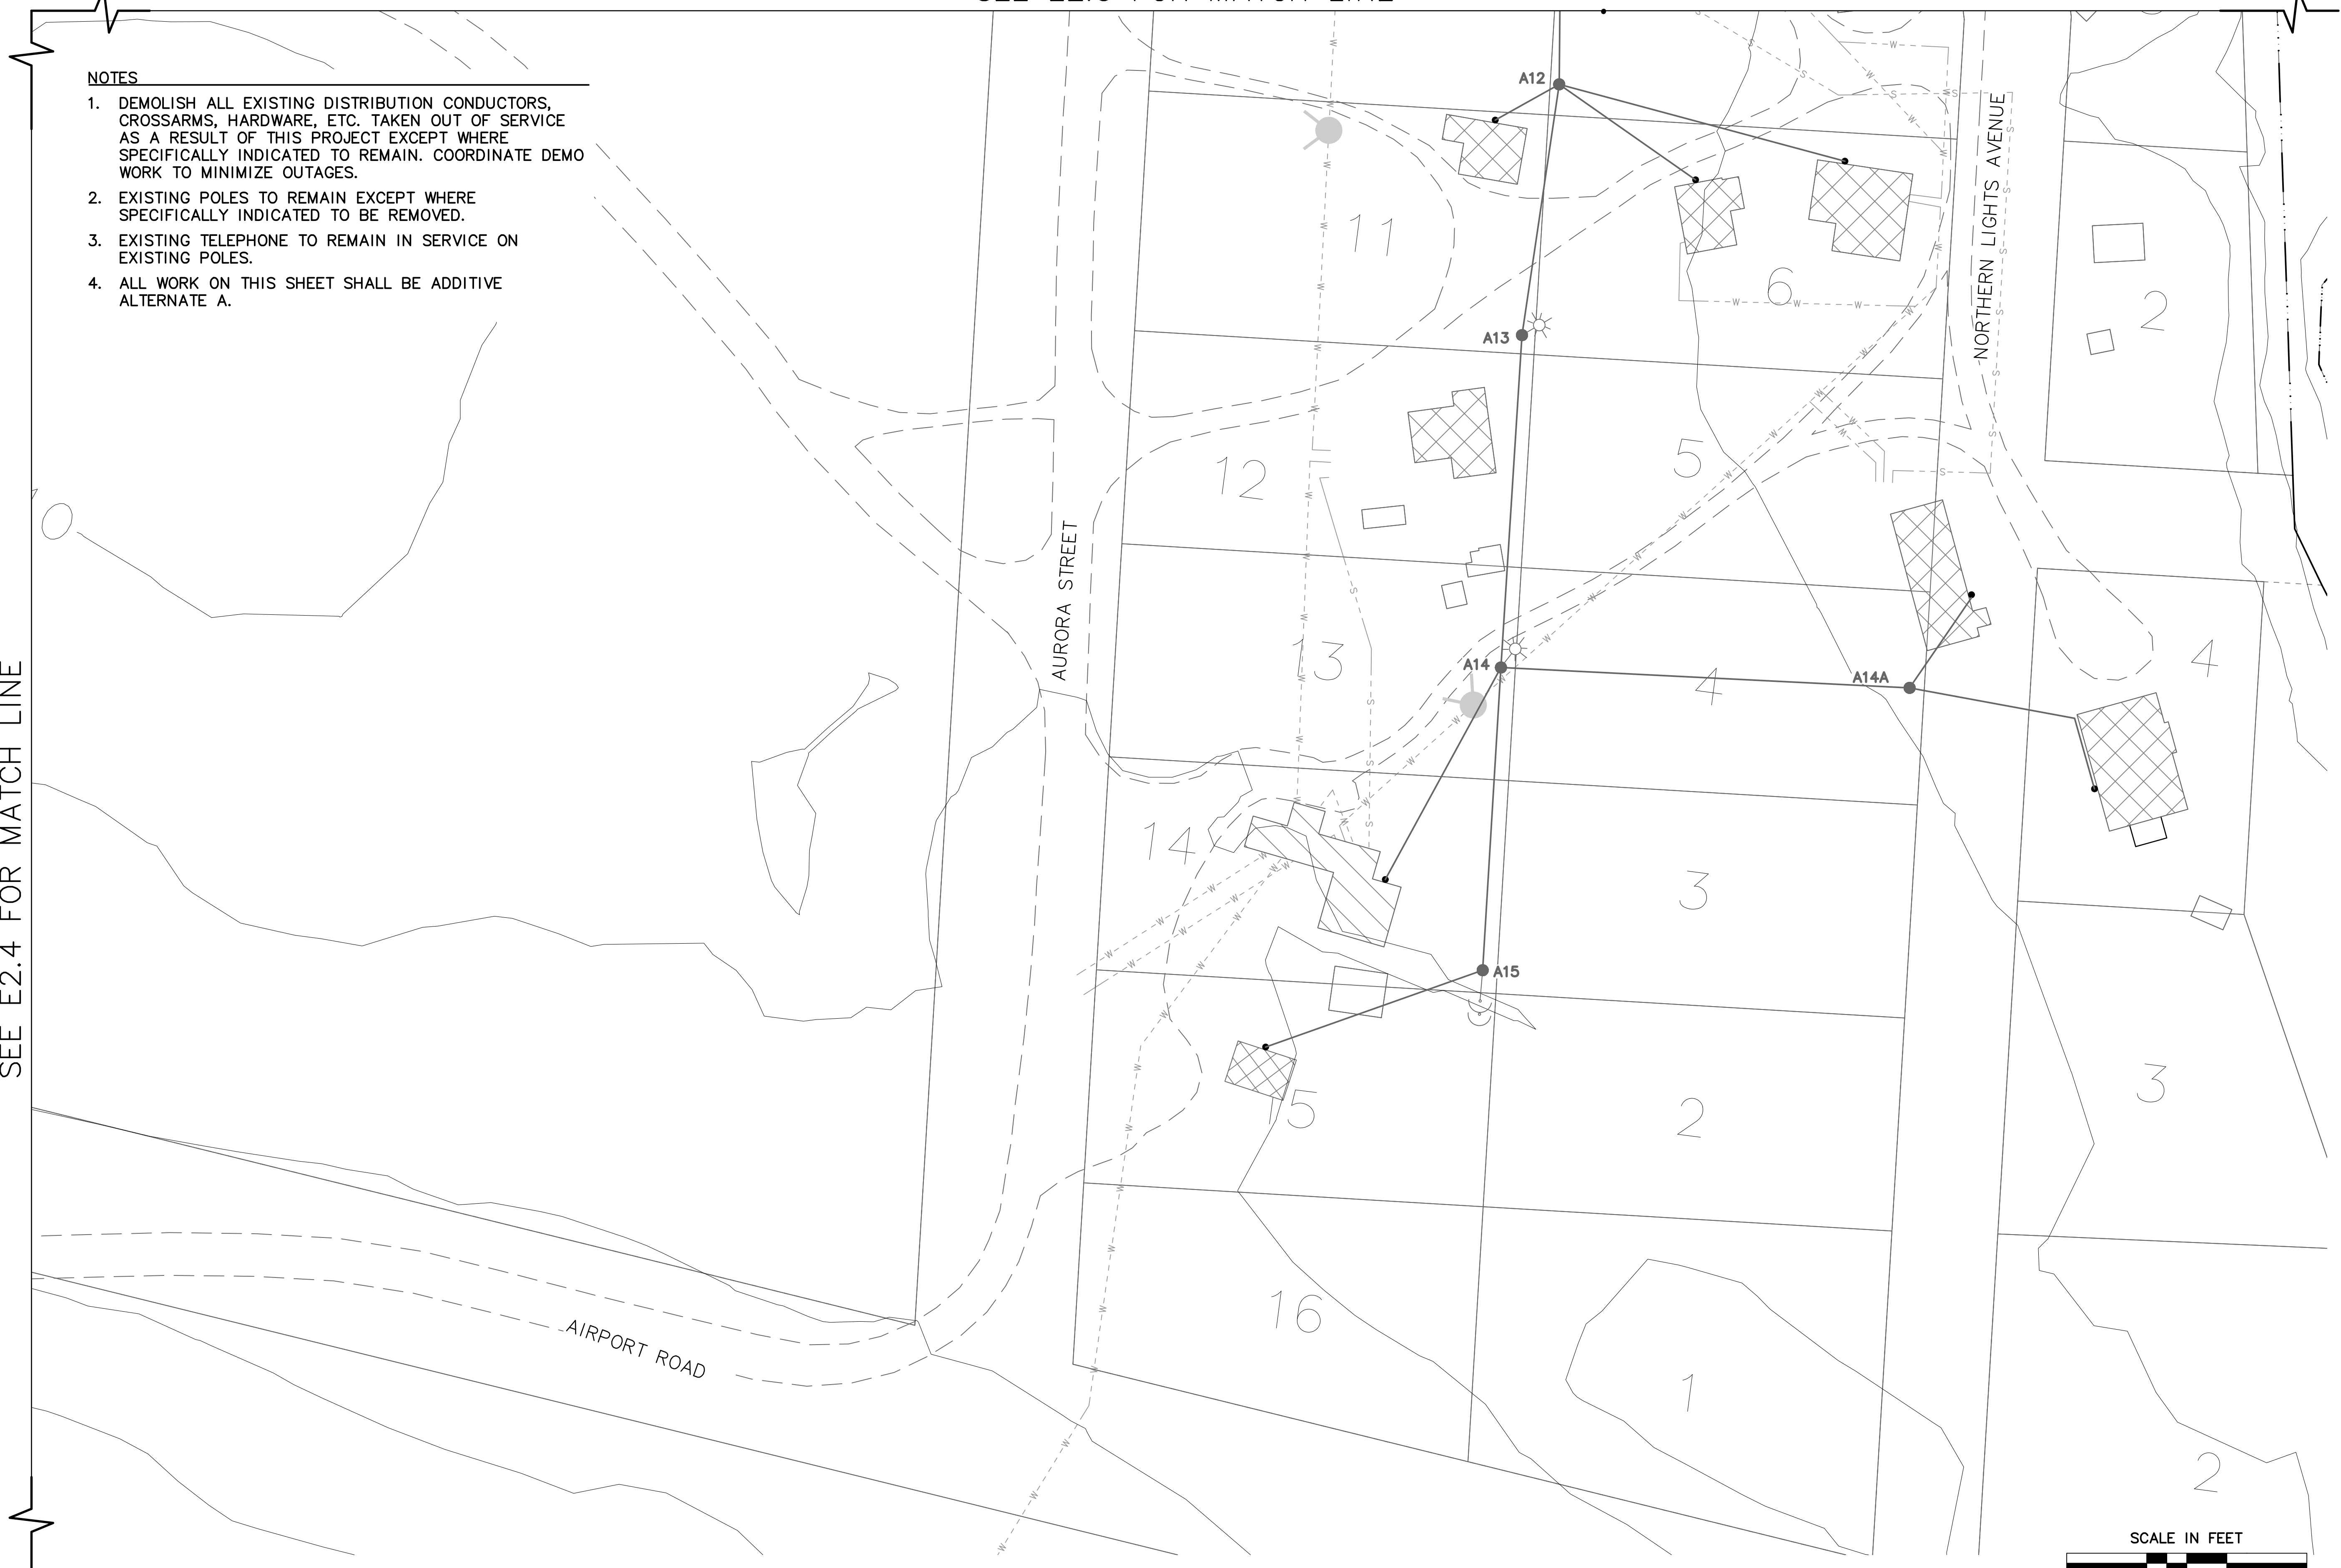 NOTES
1. DEMOLISH ALL EXISTING DISTRIBUTION CONDUCTORS,
CROSSARMS, HARDWARE, ETC. TAKEN OUT OF SERVICE
AS A RESULT OF THIS PROJECT EXCEPT WHERE
SPECIFICALLY INDICATED TO REMAIN. COORDINATE DEMO
WORK TO MINIMIZE OUTAGES.
2. EXISTING POLES TO REMAIN EXCEPT WHERE
SPECIFICALLY INDICATED TO BE REMOVED.
3. EXISTING TELEPHONE TO REMAIN IN SERVICE ON
EXISTING POLES.
4. ALL WORK ON THIS SHEET SHALL BE ADDITIVE
ALTERNATE A.
SEE E2.4 FOR MATCH LINE
A12
NORTHERN LIGHTS AVENUE
11
6
2
A13
12
5
AURORA STREET
13
A14
4
A14A
4
14
3
A15
15
2
3
16
AIRPORT ROAD
1
2
SCALE IN FEET